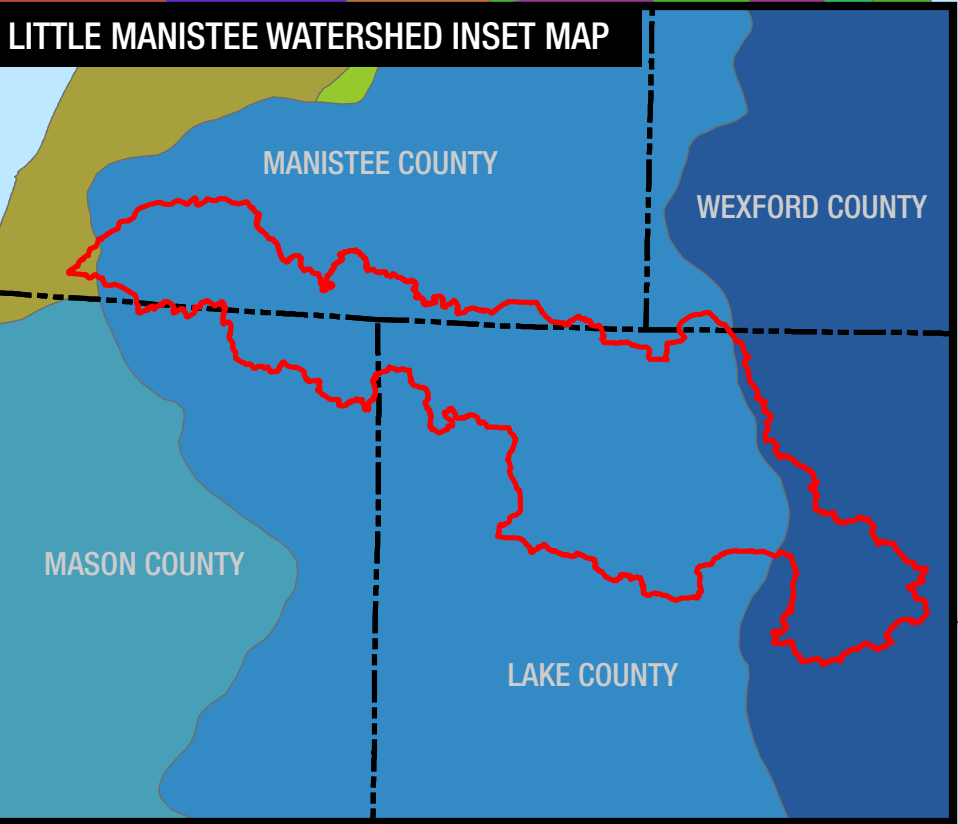 LITTLE MANISTEE WATERSHED INSET MAP
MANISTEE COUNTY
WEXFORD COUNTY
MASON COUNTY
LAKE COUNTY